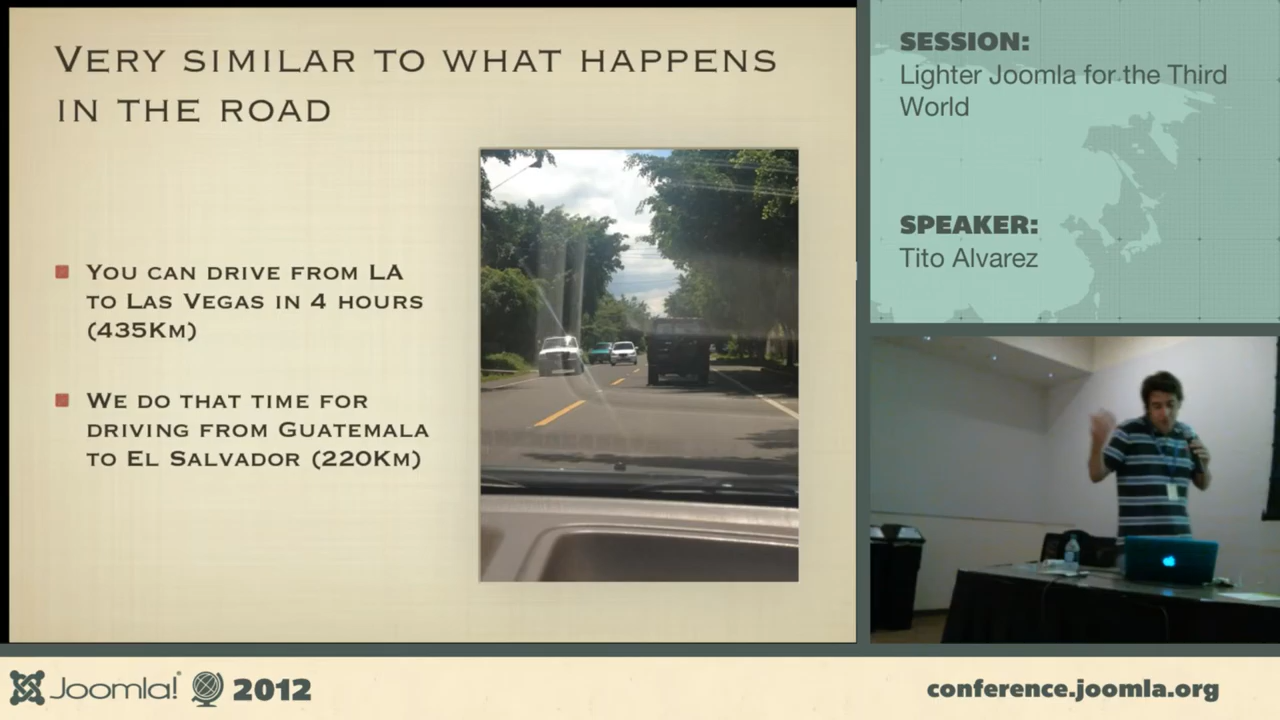 VERY SIMILAR TO WHAT HAPPENS
IN THE ROAD
YOU CAN DRIVE FROM LA
TO LAS VEGAS IN 4 HOURS
(435KM)
WE DO THAT TIME FOR
DRIVING FROM GUATEMALA
TO EL SALVADOR (220KM)
SESSION:
Lighter Joomla for the Third
World
SPEAKER:
Tito Alvarez
Joomla! 2012
conference.joomla.org